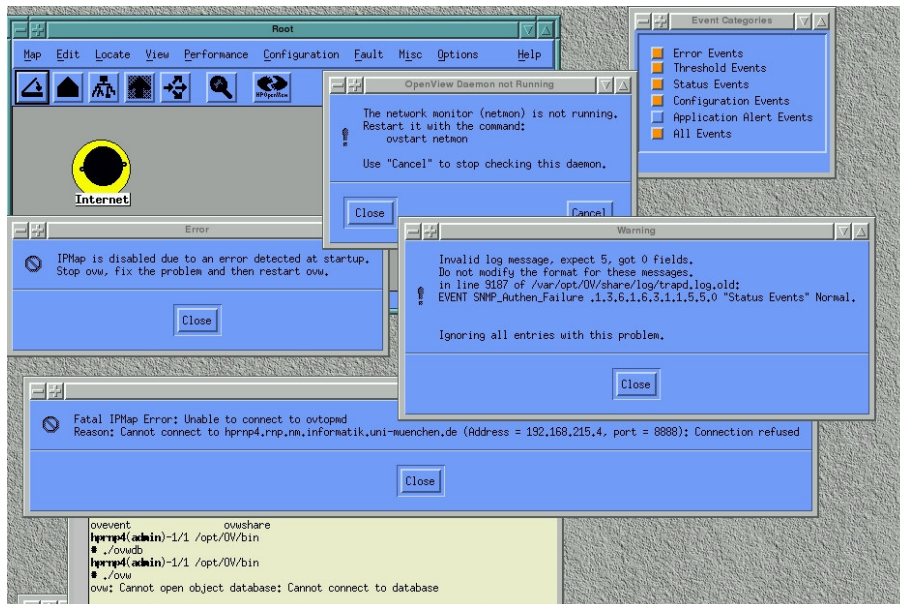 Root
Map Edit Locate View Performance Configuration Fault Misc Options Help
HPOpenView
Internet
Event Categories
Error Events
Threshold Events
Status Events
Configuration Events
Application Alert Events
All Events
OpenView Daemon not Running
The network monitor (netmon) is not running.
Restart it with the command:
ovstart netmon
Use "Cancel" to stop checking this daemon.
Close Cancel
Error
IPMap is disabled due to an error detected at startup.
Stop ovw, fix the problem and then restart ovw.
Close
Warning
Invalid log message, expect 5, got 0 fields.
Do not modify the format for these messages.
in line 9187 of /var/opt/OV/share/log/trapd.log.old:
EVENT SNMP_Authen_Failure .1.3.6.1.6.3.1.1.5.5.0 "Status Events" Normal.
Ignoring all entries with this problem.
Close
Fatal IPMap Error: Unable to connect to ovtopmd
Reason: Cannot connect to hprnp4.rnp.nm.informatik.uni-muenchen.de (Address = 192.168.215.4, port = 8888): Connection refused
Close
ovevent ovwshare
hprnp4(admin)-1/1 /opt/OV/bin
# ./ovwdb
hprnp4(admin)-1/1 /opt/OV/bin
# ./ovw
ovw: Cannot open object database: Cannot connect to database